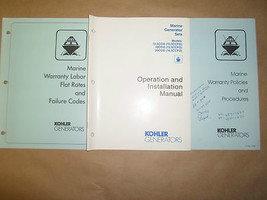 Marine
Warranty Labor
Flat Rates
and
Failure Codes
KOHLER
GENERATORS
Marine
Generator
Sets
Models:
Operation and
Installation
Manual
KOHLER
GENERATORS
Marine
Warranty Policies
and
Procedures
KOHLER
GENERATORS